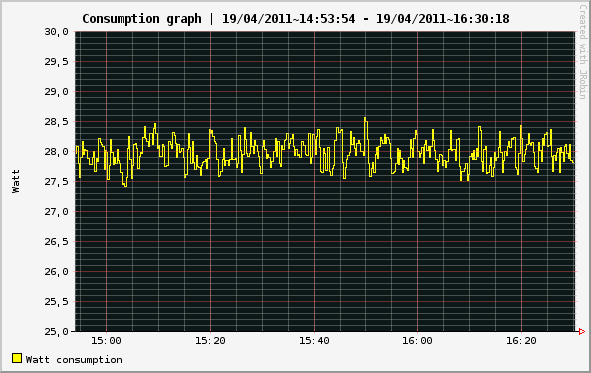 Consumption graph | 19/04/2011~14:53:54 - 19/04/2011~16:30:18
Created with JRobin
Watt
30,0
29,5
29,0
28,5
28,0
27,5
27,0
26,5
26,0
25,5
25,0
15:00 15:20 15:40 16:00 16:20
Watt consumption